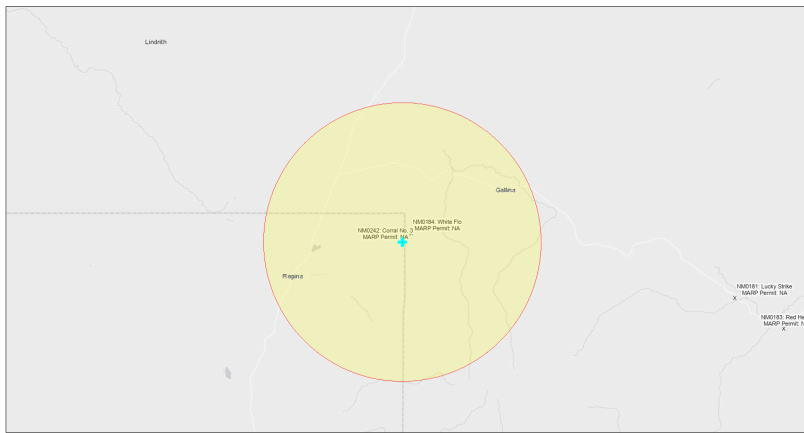 Lindrith
Gallina
NM0184: White Flo
MARP Permit: NA
NM0242: Corral No. 3
MARP Permit: NA
Regina
NM0181: Lucky Strike
MARP Permit: NA
NM0183: Red He
MARP Permit: N